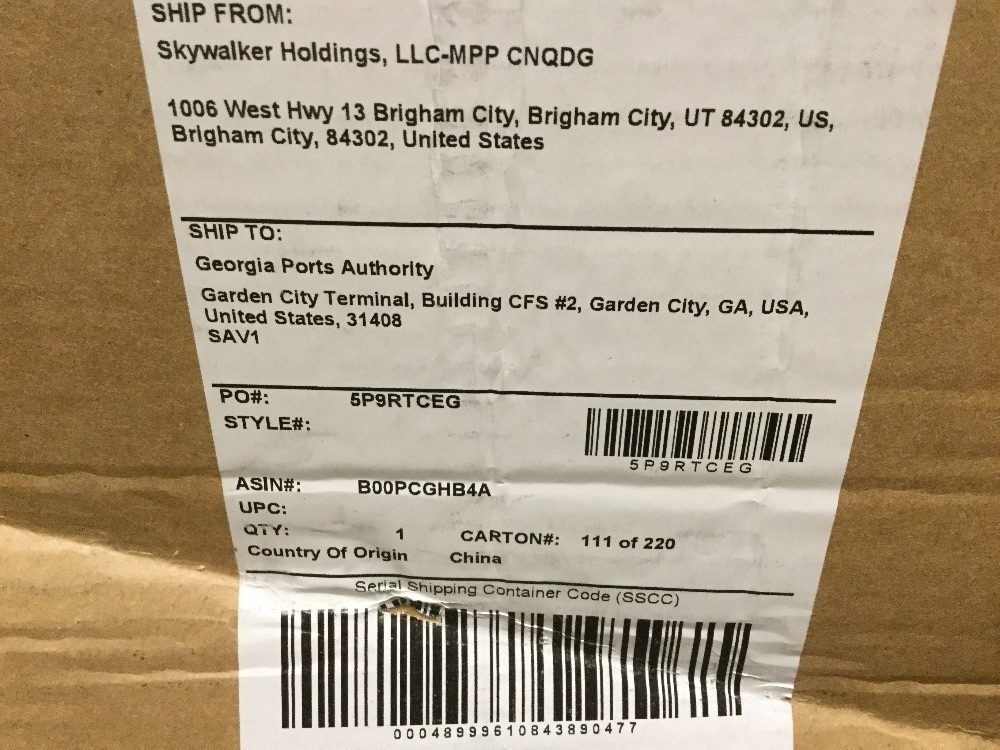 SHIP FROM:
Skywalker Holdings, LLC-MPP CNQDG
1006 West Hwy 13 Brigham City, Brigham City, UT 84302, US,
Brigham City, 84302, United States
SHIP TO:
Georgia Ports Authority
Garden City Terminal, Building CFS #2, Garden City, GA, USA,
United States, 31408
SAV1
PO#: 5P9RTCEG
STYLE#:
5P9RTCEG
ASIN#: B00PCGHB4A
UPC:
QTY: 1 CARTON#: 111 of 220
Country Of Origin China
Serial Shipping Container Code (SSCC)
00048999610843890477